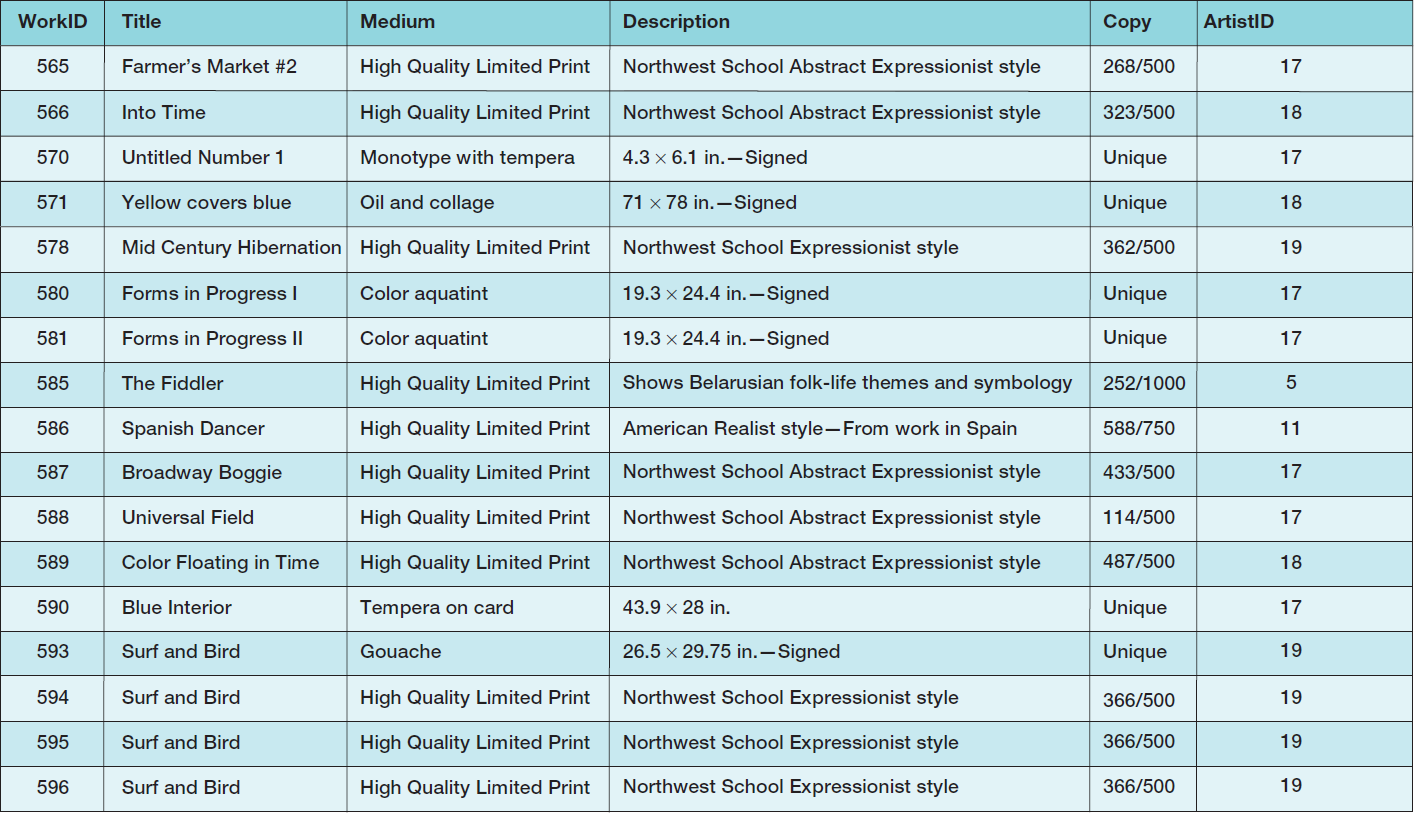 WorkID Title Medium Description Copy ArtistID
565 Farmer’s Market #2 High Quality Limited Print Northwest School Abstract Expressionist style 268/500 17
566 Into Time High Quality Limited Print Northwest School Abstract Expressionist style 323/500 18
570 Untitled Number 1 Monotype with tempera 4.3 × 6.1 in.—Signed Unique 17
571 Yellow covers blue Oil and collage 71 × 78 in.—Signed Unique 18
578 Mid Century Hibernation High Quality Limited Print Northwest School Expressionist style 362/500 19
580 Forms in Progress I Color aquatint 19.3 × 24.4 in.—Signed Unique 17
581 Forms in Progress II Color aquatint 19.3 × 24.4 in.—Signed Unique 17
585 The Fiddler High Quality Limited Print Shows Belarusian folk-life themes and symbology 252/1000 5
586 Spanish Dancer High Quality Limited Print American Realist style—From work in Spain 588/750 11
587 Broadway Boggie High Quality Limited Print Northwest School Abstract Expressionist style 433/500 17
588 Universal Field High Quality Limited Print Northwest School Abstract Expressionist style 114/500 17
589 Color Floating in Time High Quality Limited Print Northwest School Abstract Expressionist style 487/500 18
590 Blue Interior Tempera on card 43.9 × 28 in. Unique 17
593 Surf and Bird Gouache 26.5 × 29.75 in.—Signed Unique 19
594 Surf and Bird High Quality Limited Print Northwest School Expressionist style 366/500 19
595 Surf and Bird High Quality Limited Print Northwest School Expressionist style 366/500 19
596 Surf and Bird High Quality Limited Print Northwest School Expressionist style 366/500 19